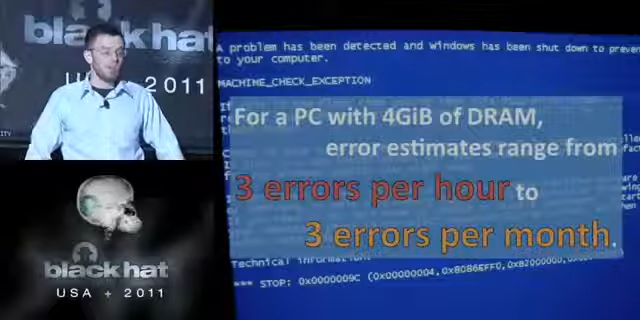 black hat
USA + 2011
A problem has been detected and Windows has been shut down to preven
to your computer.
MACHINE_CHECK_EXCEPTION
For a PC with 4GiB of DRAM,
error estimates range from
3 errors per hour to
3 errors per month.
Technical information:
*** STOP: 0x0000009C (0x00000004,0x8086EFF0,0xB2000000,
black hat
USA + 2011